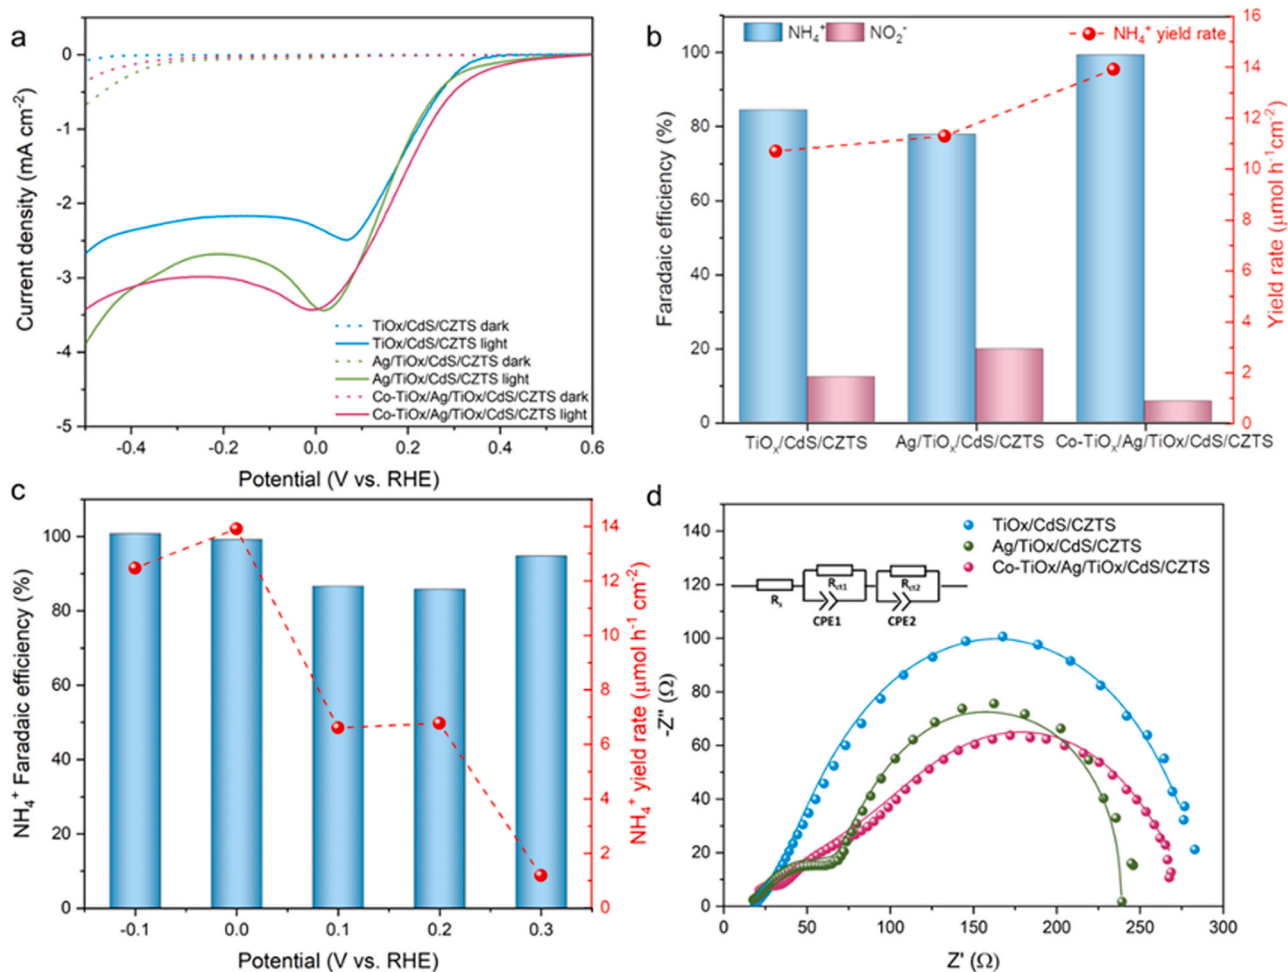 a
0
-1
-2
-3
-4
-5
Current density (mA cm⁻²)
-0.4
-0.2
0.0
0.2
0.4
0.6
Potential (V vs. RHE)
TiOx/CdS/CZTS dark
TiOx/CdS/CZTS light
Ag/TiOx/CdS/CZTS dark
Ag/TiOx/CdS/CZTS light
Co-TiOx/Ag/TiOx/CdS/CZTS dark
Co-TiOx/Ag/TiOx/CdS/CZTS light
b
NH₄⁺
NO₂⁻
NH₄⁺ yield rate
100
80
60
40
20
0
Faradaic efficiency (%)
16
14
12
10
8
6
4
2
0
Yield rate (μmol h⁻¹cm⁻²)
TiOₓ/CdS/CZTS
Ag/TiOₓ/CdS/CZTS
Co-TiOₓ/Ag/TiOx/CdS/CZTS
c
100
80
60
40
20
0
NH₄⁺ Faradaic efficiency (%)
14
12
10
8
6
4
2
0
NH₄⁺ yield rate (μmol h⁻¹ cm⁻²)
-0.1
0.0
0.1
0.2
0.3
Potential (V vs. RHE)
d
140
120
100
80
60
40
20
0
-Z'' (Ω)
TiOx/CdS/CZTS
Ag/TiOx/CdS/CZTS
Co-TiOx/Ag/TiOx/CdS/CZTS
Rs
Rct1
CPE1
Rct2
CPE2
0
50
100
150
200
250
300
Z' (Ω)